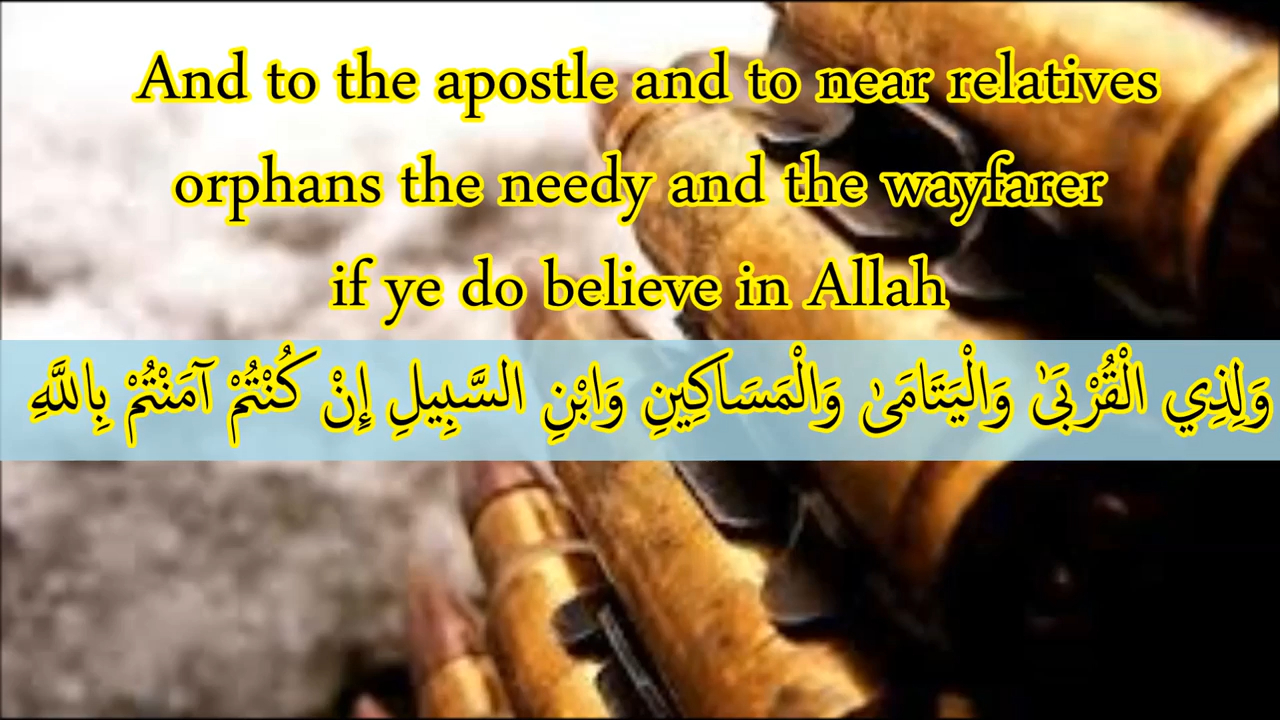 And to the apostle and to near relatives
orphans the needy and the wayfarer
if ye do believe in Allah
وَلِذِي الْقُرْبَىٰ وَالْيَتَامَىٰ وَالْمَسَاكِينِ وَابْنِ السَّبِيلِ إِنْ كُنْتُمْ آمَنْتُمْ بِاللَّهِ